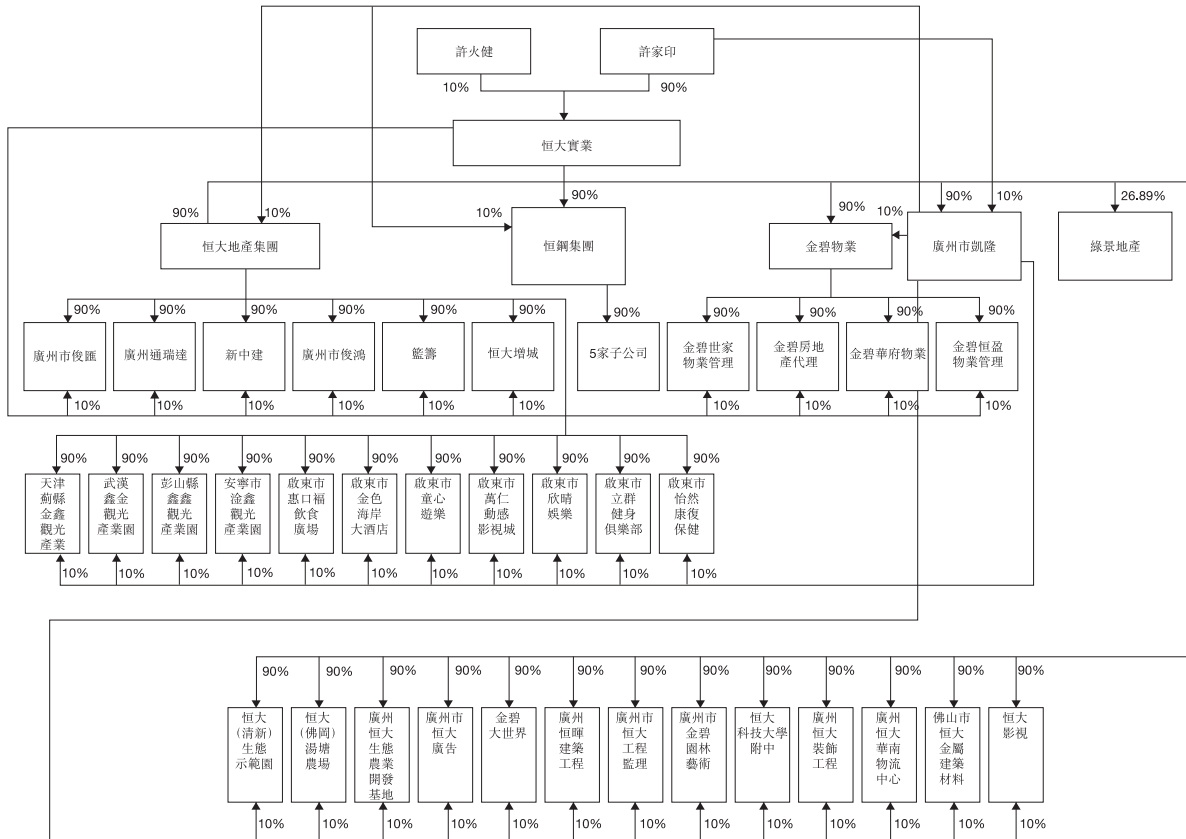 許火健
許家印
10%
90%
恒大實業
90%
10%
90%
10%
90%
90%
10%
10%
26.89%
恒大地產集團
恒鋼集團
金碧物業
廣州市凱隆
綠景地產
90%
90%
90%
90%
90%
90%
90%
90%
90%
90%
90%
廣州市俊匯
廣州通瑞達
新中建
廣州市俊鴻
籃籌
恒大增城
5家子公司
金碧世家
物業管理
金碧房地
產代理
金碧華府物業
金碧恒盈
物業管理
10%
10%
10%
10%
10%
10%
10%
10%
10%
10%
90%
90%
90%
90%
90%
90%
90%
90%
90%
90%
90%
天津
薊縣
金鑫
觀光
產業
武漢
鑫金
觀光
產業園
彭山縣
鑫鑫
觀光
產業園
安寧市
淦鑫
觀光
產業園
啟東市
惠口福
飲食
廣場
啟東市
金色
海岸
大酒店
啟東市
童心
遊樂
啟東市
萬仁
動感
影視城
啟東市
欣晴
娛樂
啟東市
立群
健身
俱樂部
啟東市
怡然
康復
保健
10%
10%
10%
10%
10%
10%
10%
10%
10%
10%
10%
90%
90%
90%
90%
90%
90%
90%
90%
90%
90%
90%
90%
90%
恒大
(清新)
生態
示範園
恒大
(佛岡)
湯塘
農場
廣州
恒大
生態
農業
開發
基地
廣州市
恒大
廣告
金碧
大世界
廣州
恒暉
建築
工程
廣州市
恒大
工程
監理
廣州市
金碧
園林
藝術
恒大
科技大學
附中
廣州
恒大
裝飾
工程
廣州
恒大
華南
物流
中心
佛山市
恒大
金屬
建築
材料
恒大
影視
10%
10%
10%
10%
10%
10%
10%
10%
10%
10%
10%
10%
10%